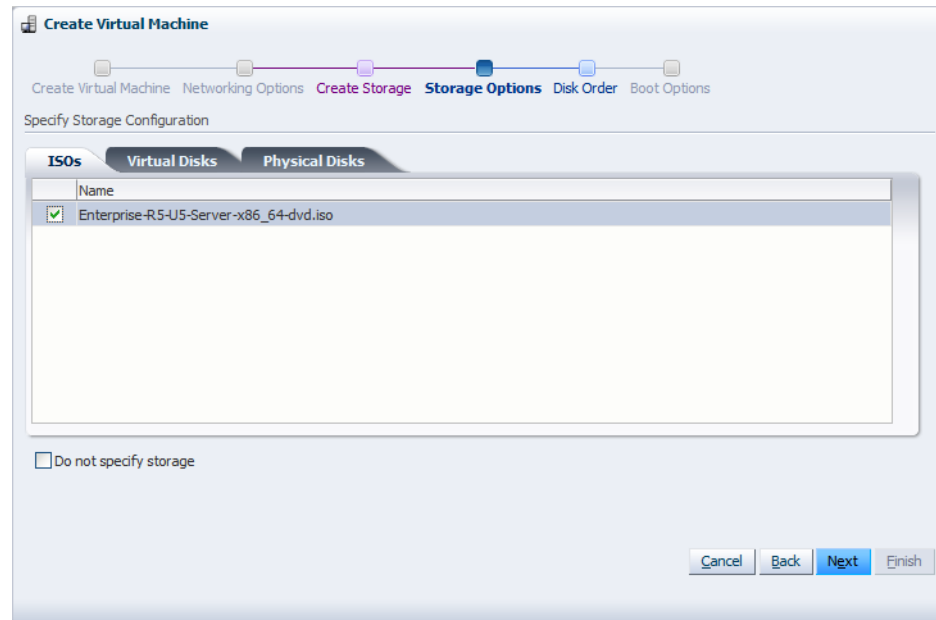 Create Virtual Machine
Create Virtual Machine Networking Options Create Storage Storage Options Disk Order Boot Options
Specify Storage Configuration
ISOs Virtual Disks Physical Disks
Name
Enterprise-R5-U5-Server-x86_64-dvd.iso
Do not specify storage
Cancel Back Next Finish